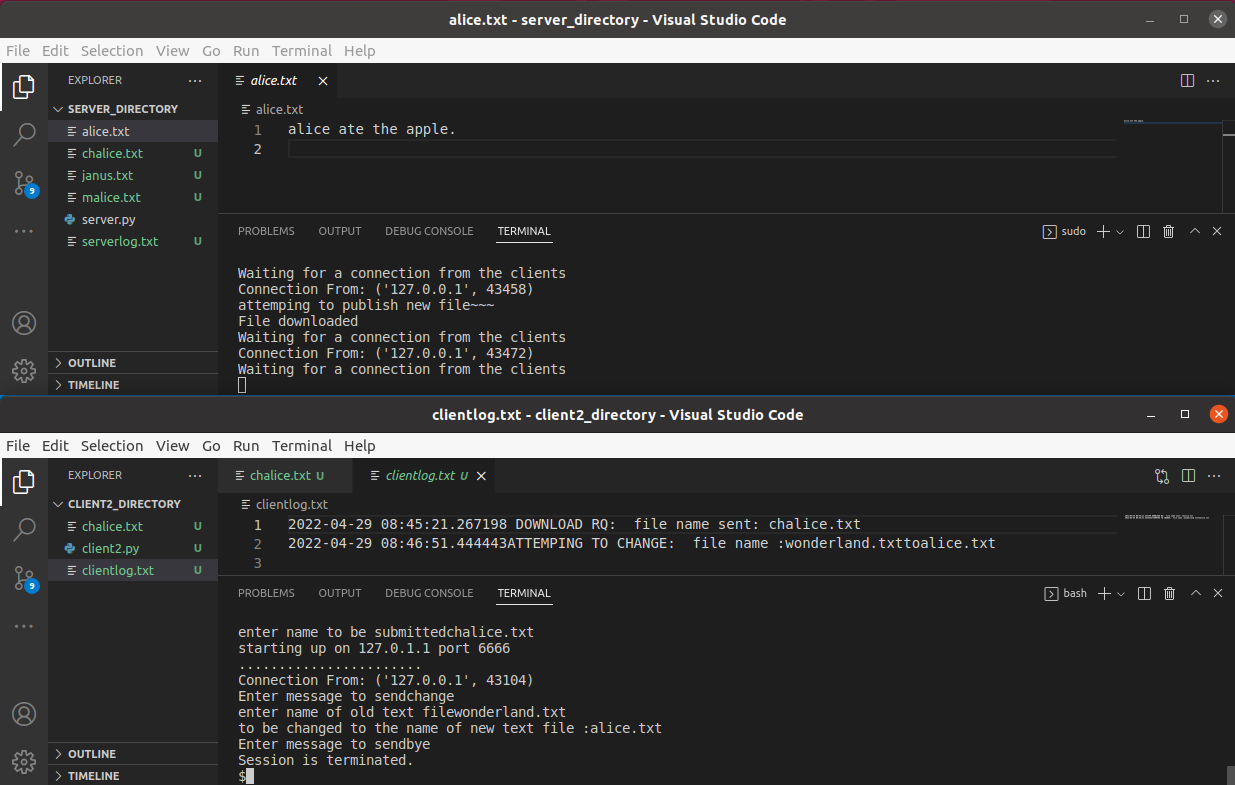 alice.txt - server_directory - Visual Studio Code
File Edit Selection View Go Run Terminal Help
EXPLORER
SERVER_DIRECTORY
alice.txt
chalice.txt U
janus.txt U
malice.txt U
server.py
serverlog.txt U
9
OUTLINE
TIMELINE
alice.txt
alice.txt
1 alice ate the apple.
2
PROBLEMS OUTPUT DEBUG CONSOLE TERMINAL
sudo
Waiting for a connection from the clients
Connection From: ('127.0.0.1', 43458)
attemping to publish new file~~~
File downloaded
Waiting for a connection from the clients
Connection From: ('127.0.0.1', 43472)
Waiting for a connection from the clients
clientlog.txt - client2_directory - Visual Studio Code
File Edit Selection View Go Run Terminal Help
EXPLORER
CLIENT2_DIRECTORY
chalice.txt U
client2.py U
clientlog.txt U
9
OUTLINE
TIMELINE
chalice.txt U clientlog.txt U
clientlog.txt
1 2022-04-29 08:45:21.267198 DOWNLOAD RQ:  file name sent: chalice.txt
2 2022-04-29 08:46:51.444443ATTEMPING TO CHANGE:  file name :wonderland.txttoalice.txt
3
PROBLEMS OUTPUT DEBUG CONSOLE TERMINAL
bash
enter name to be submittedchalice.txt
starting up on 127.0.1.1 port 6666
.......................
Connection From: ('127.0.0.1', 43104)
Enter message to sendchange
enter name of old text filewonderland.txt
to be changed to the name of new text file :alice.txt
Enter message to sendbye
Session is terminated.
$